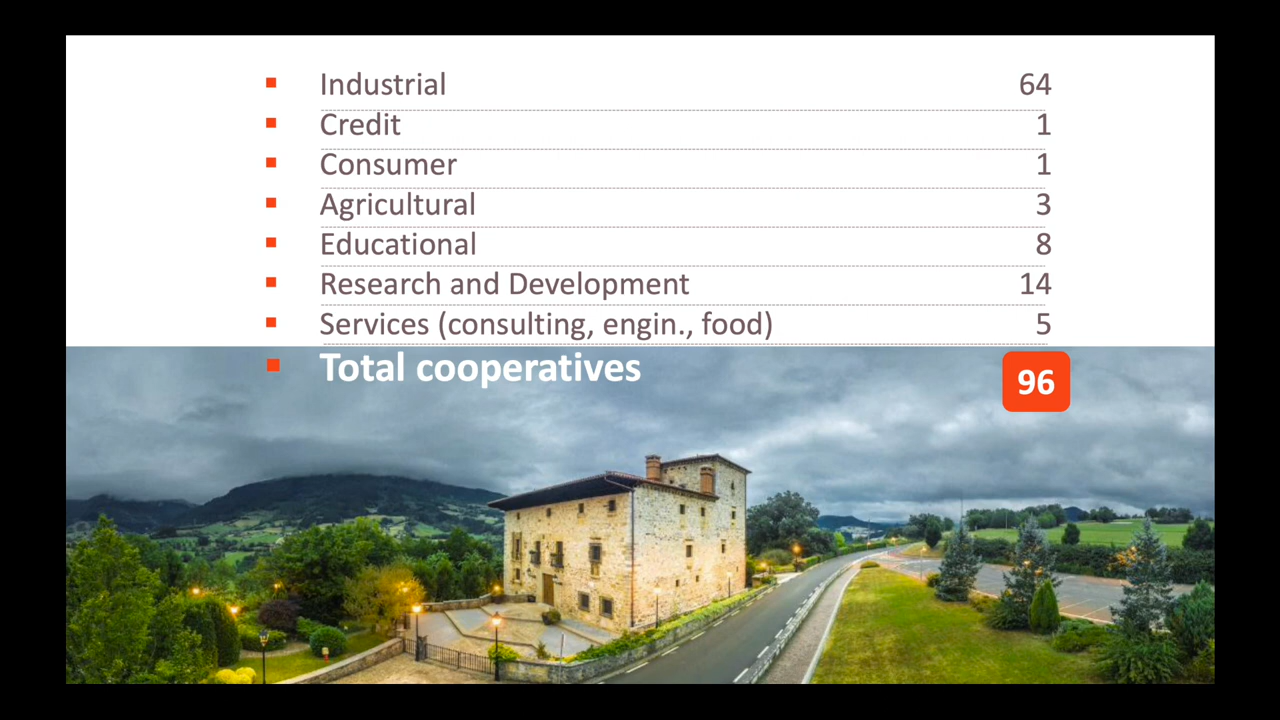 Industrial 64
Credit 1
Consumer 1
Agricultural 3
Educational 8
Research and Development 14
Services (consulting, engin., food) 5
Total cooperatives 96